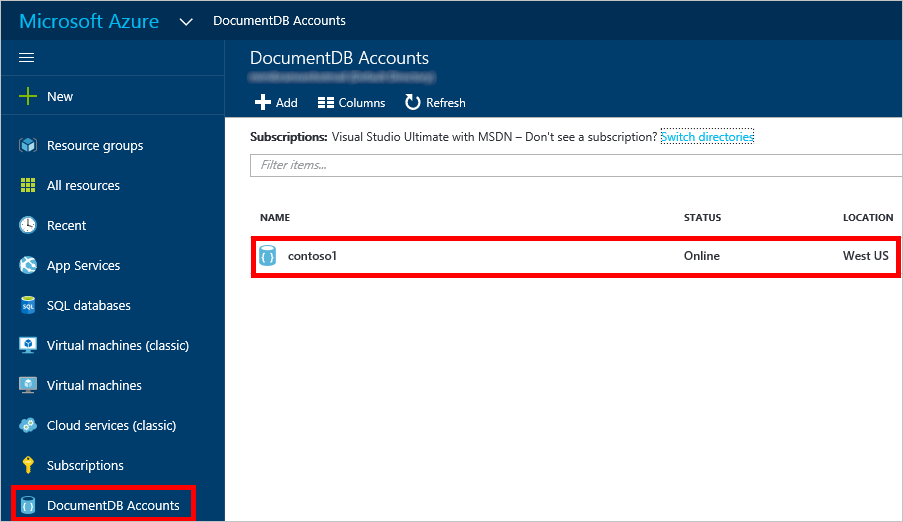 Microsoft Azure DocumentDB Accounts
New
Resource groups
All resources
Recent
App Services
SQL databases
Virtual machines (classic)
Virtual machines
Cloud services (classic)
Subscriptions
DocumentDB Accounts
DocumentDB Accounts
Add Columns Refresh
Subscriptions: Visual Studio Ultimate with MSDN – Don't see a subscription? Switch directories
Filter items...
NAME STATUS LOCATION
contoso1 Online West US